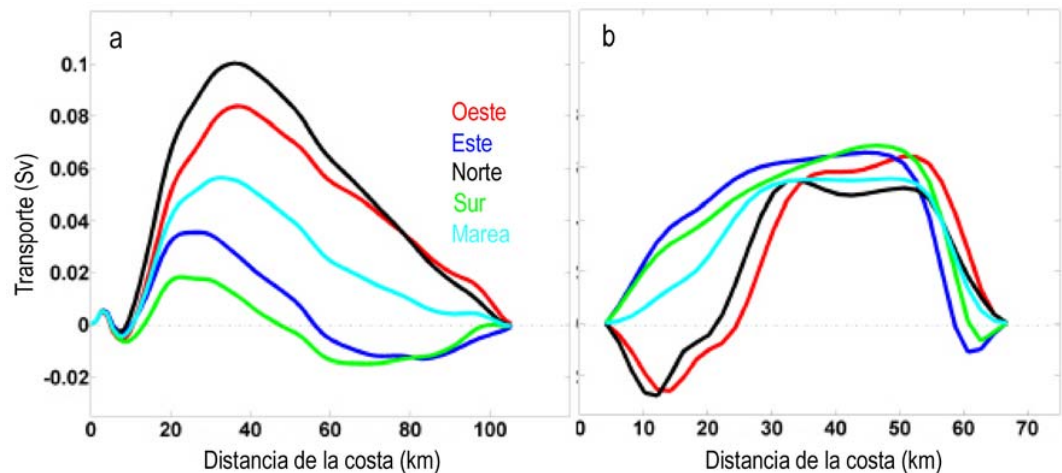 a
0.1
0.08
0.06
0.04
0.02
0
-0.02
Transporte (Sv)
0 20 40 60 80 100
Distancia de la costa (km)
Oeste
Este
Norte
Sur
Marea
b
0 10 20 30 40 50 60 70
Distancia de la costa (km)